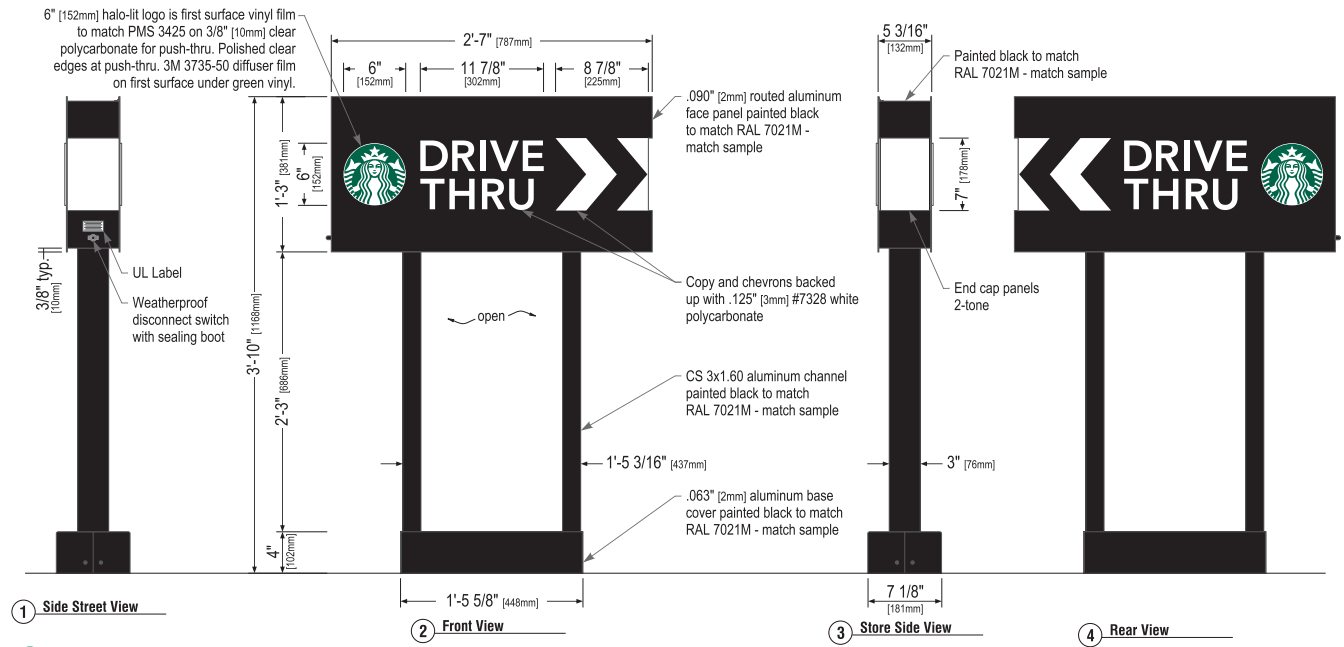 6" [152mm] halo-lit logo is first surface vinyl film
to match PMS 3425 on 3/8" [10mm] clear
polycarbonate for push-thru. Polished clear
edges at push-thru. 3M 3735-50 diffuser film
on first surface under green vinyl.
2'-7" [787mm]
6"
[152mm]
11 7/8"
[302mm]
8 7/8"
[225mm]
5 3/16"
[132mm]
Painted black to match
RAL 7021M - match sample
.090" [2mm] routed aluminum
face panel painted black
to match RAL 7021M -
match sample
1'-3" [381mm]
6"
[152mm]
DRIVE
THRU
7"
[178mm]
DRIVE
THRU
3/8" typ.
[10mm]
UL Label
Weatherproof
disconnect switch
with sealing boot
3'-10" [1168mm]
2'-3" [686mm]
open
Copy and chevrons backed
up with .125" [3mm] #7328 white
polycarbonate
End cap panels
2-tone
CS 3x1.60 aluminum channel
painted black to match
RAL 7021M - match sample
1'-5 3/16" [437mm]
3" [76mm]
.063" [2mm] aluminum base
cover painted black to match
RAL 7021M - match sample
4"
[102mm]
1'-5 5/8" [448mm]
7 1/8"
[181mm]
1 Side Street View
2 Front View
3 Store Side View
4 Rear View